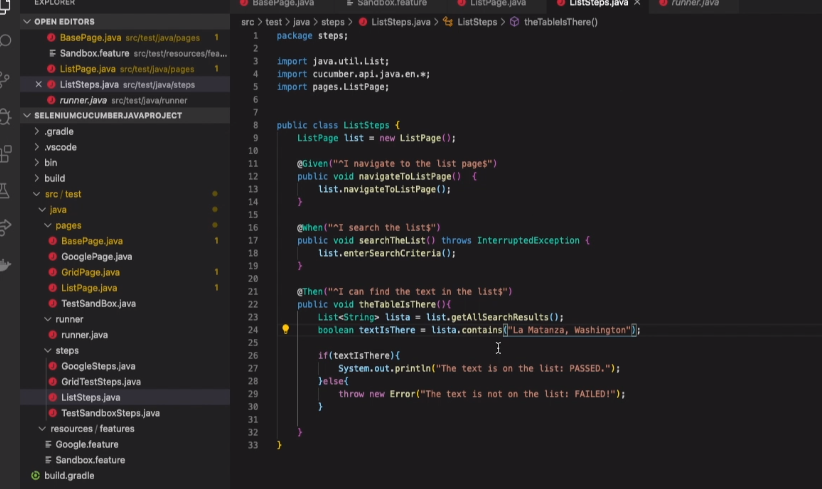 EXPLORER
OPEN EDITORS
BasePage.java src/test/java/pages 1
Sandbox.feature src/test/resources/fea...
ListPage.java src/test/java/pages 1
× ListSteps.java src/test/java/steps
runner.java src/test/java/runner
SELENIUMCUCUMBERJAVAPROJECT
.gradle
.vscode
bin
build
src / test
java
pages
BasePage.java 1
GooglePage.java
GridPage.java 1
ListPage.java 1
TestSandBox.java
runner
runner.java
steps
GoogleSteps.java
GridTestSteps.java
ListSteps.java
TestSandboxSteps.java
resources / features
Google.feature
Sandbox.feature
build.gradle
BasePage.java 1 Sandbox.feature ListPage.java 1 ListSteps.java × runner.java
src > test > java > steps > ListSteps.java > ListSteps > theTableIsThere()
1 package steps;
2
3 import java.util.List;
4 import cucumber.api.java.en.*;
5 import pages.ListPage;
6
7
8 public class ListSteps {
9 ListPage list = new ListPage();
10
11 @Given("^I navigate to the list page$")
12 public void navigateToListPage() {
13 list.navigateToListPage();
14 }
15
16 @When("^I search the list$")
17 public void searchTheList() throws InterruptedException {
18 list.enterSearchCriteria();
19 }
20
21 @Then("^I can find the text in the list$")
22 public void theTableIsThere(){
23 List<String> lista = list.getAllSearchResults();
24 boolean textIsThere = lista.contains("La Matanza, Washington");
25
26 if(textIsThere){
27 System.out.println("The text is on the list: PASSED.");
28 }else{
29 throw new Error("The text is not on the list: FAILED!");
30 }
31
32 }
33 }